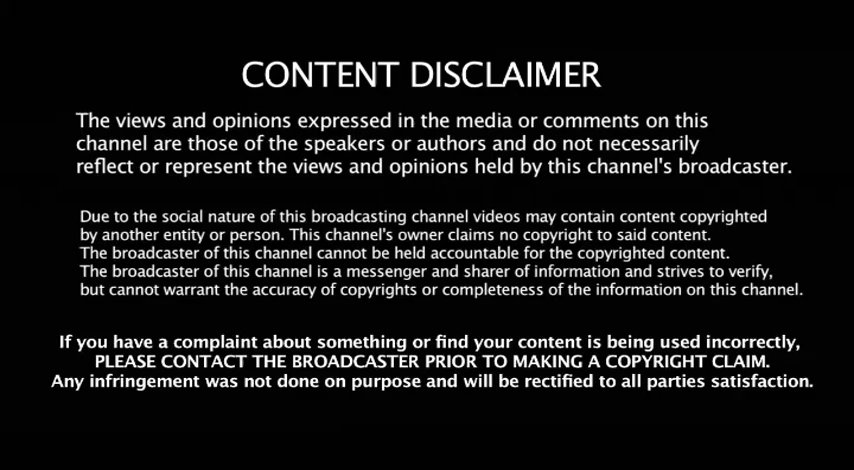 CONTENT DISCLAIMER
The views and opinions expressed in the media or comments on this
channel are those of the speakers or authors and do not necessarily
reflect or represent the views and opinions held by this channel's broadcaster.
Due to the social nature of this broadcasting channel videos may contain content copyrighted
by another entity or person. This channel's owner claims no copyright to said content.
The broadcaster of this channel cannot be held accountable for the copyrighted content.
The broadcaster of this channel is a messenger and sharer of information and strives to verify,
but cannot warrant the accuracy of copyrights or completeness of the information on this channel.
If you have a complaint about something or find your content is being used incorrectly,
PLEASE CONTACT THE BROADCASTER PRIOR TO MAKING A COPYRIGHT CLAIM.
Any infringement was not done on purpose and will be rectified to all parties satisfaction.